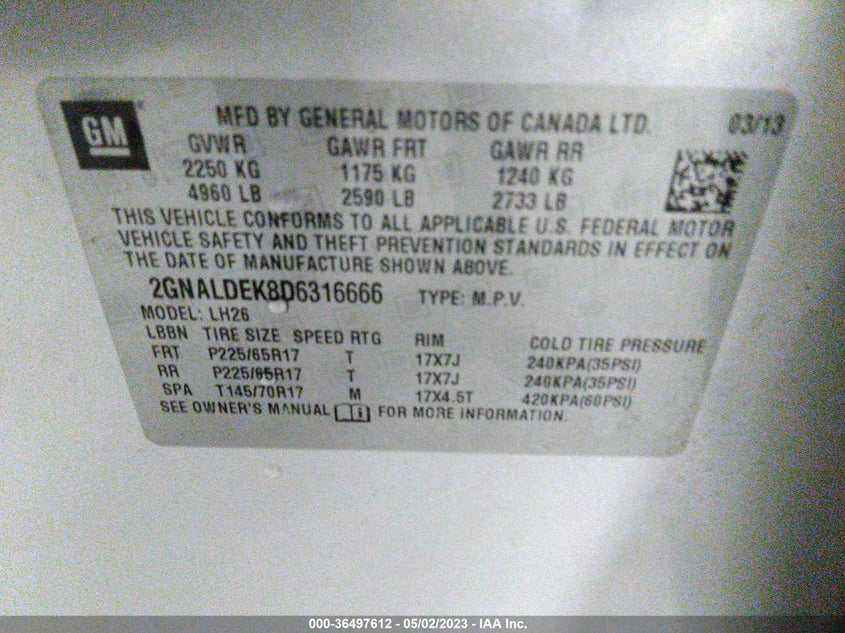 GM
MFD BY GENERAL MOTORS OF CANADA LTD. 03/13
GVWR GAWR FRT GAWR RR
2250 KG 1175 KG 1240 KG
4960 LB 2590 LB 2733 LB
THIS VEHICLE CONFORMS TO ALL APPLICABLE U.S. FEDERAL MOTOR
VEHICLE SAFETY AND THEFT PREVENTION STANDARDS IN EFFECT ON
THE DATE OF MANUFACTURE SHOWN ABOVE.
2GNALDEK8D6316666 TYPE: M.P.V.
MODEL: LH26
LBBN TIRE SIZE SPEED RTG RIM COLD TIRE PRESSURE
FRT P225/65R17 T 17X7J 240KPA(35PSI)
RR P225/65R17 T 17X7J 240KPA(35PSI)
SPA T145/70R17 M 17X4.5T 420KPA(60PSI)
SEE OWNER'S MANUAL i FOR MORE INFORMATION.
000-36497612 - 05/02/2023 - IAA Inc.